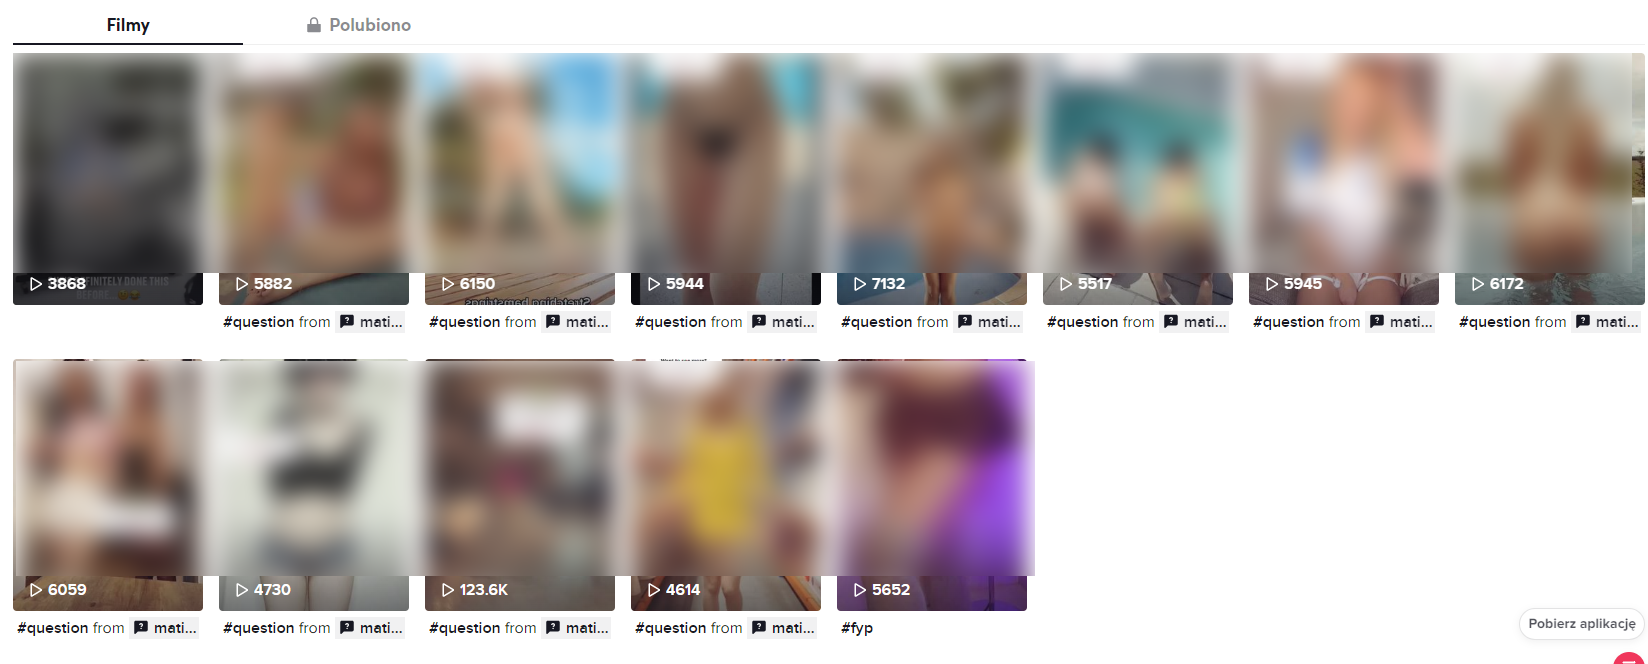 Filmy
Polubiono
3868
5882
6150
5944
7132
5517
5945
6172
#question from mati...
#question from mati...
#question from mati...
#question from mati...
#question from mati...
#question from mati...
#question from mati...
6059
4730
123.6K
4614
5652
#question from mati...
#question from mati...
#question from mati...
#question from mati...
#fyp
Pobierz aplikację